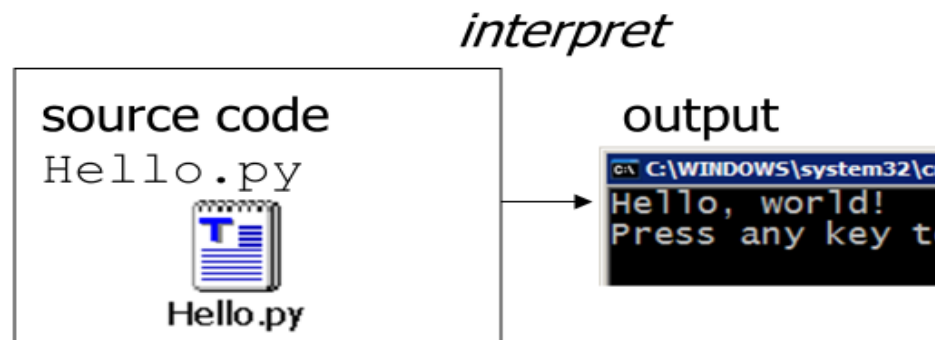 interpret
source code
Hello.py
Hello.py
output
C:\WINDOWS\system32\c
Hello, world!
Press any key t